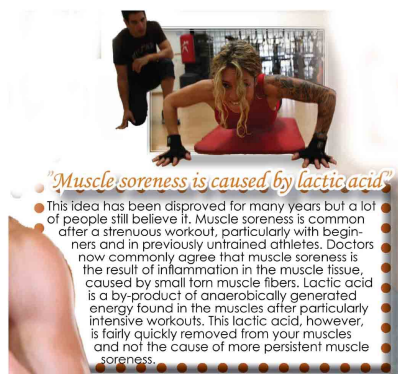 "Muscle soreness is caused by lactic acid"
This idea has been disproved for many years but a lot
of people still believe it. Muscle soreness is common
after a strenuous workout, particularly with begin-
ners and in previously untrained athletes. Doctors
now commonly agree that muscle soreness is
the result of inflammation in the muscle tissue,
caused by small torn muscle fibers. Lactic acid
is a by-product of anaerobically generated
energy found in the muscles after particularly
intensive workouts. This lactic acid, however,
is fairly quickly removed from your muscles
and not the cause of more persistent muscle
soreness.